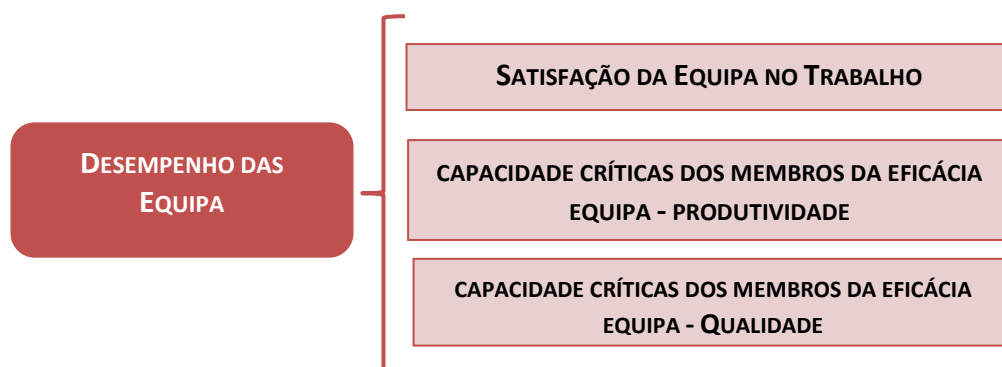 DESEMPENHO DAS
EQUIPA
SATISFAÇÃO DA EQUIPA NO TRABALHO
CAPACIDADE CRÍTICAS DOS MEMBROS DA EFICÁCIA
EQUIPA - PRODUTIVIDADE
CAPACIDADE CRÍTICAS DOS MEMBROS DA EFICÁCIA
EQUIPA - QUALIDADE